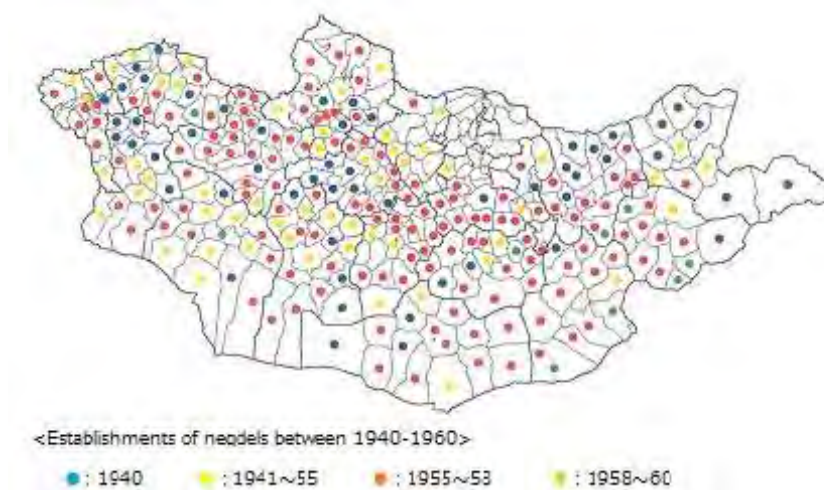 <Establishments of negdels between 1940-1960>
: 1940 : 1941~55 : 1955~53 : 1958~60